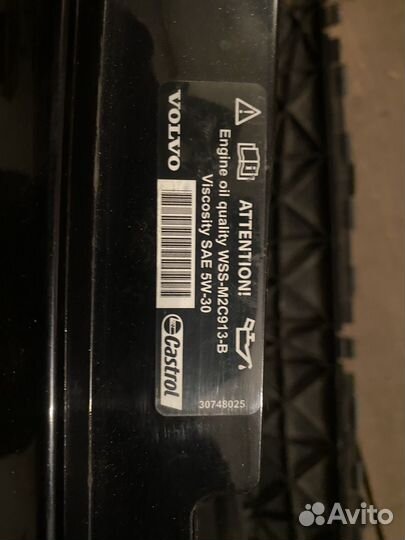 ATTENTION!
Engine oil quality WSS-M2C913-B
Viscosity SAE 5W-30
VOLVO
Castrol
30748025
Avito